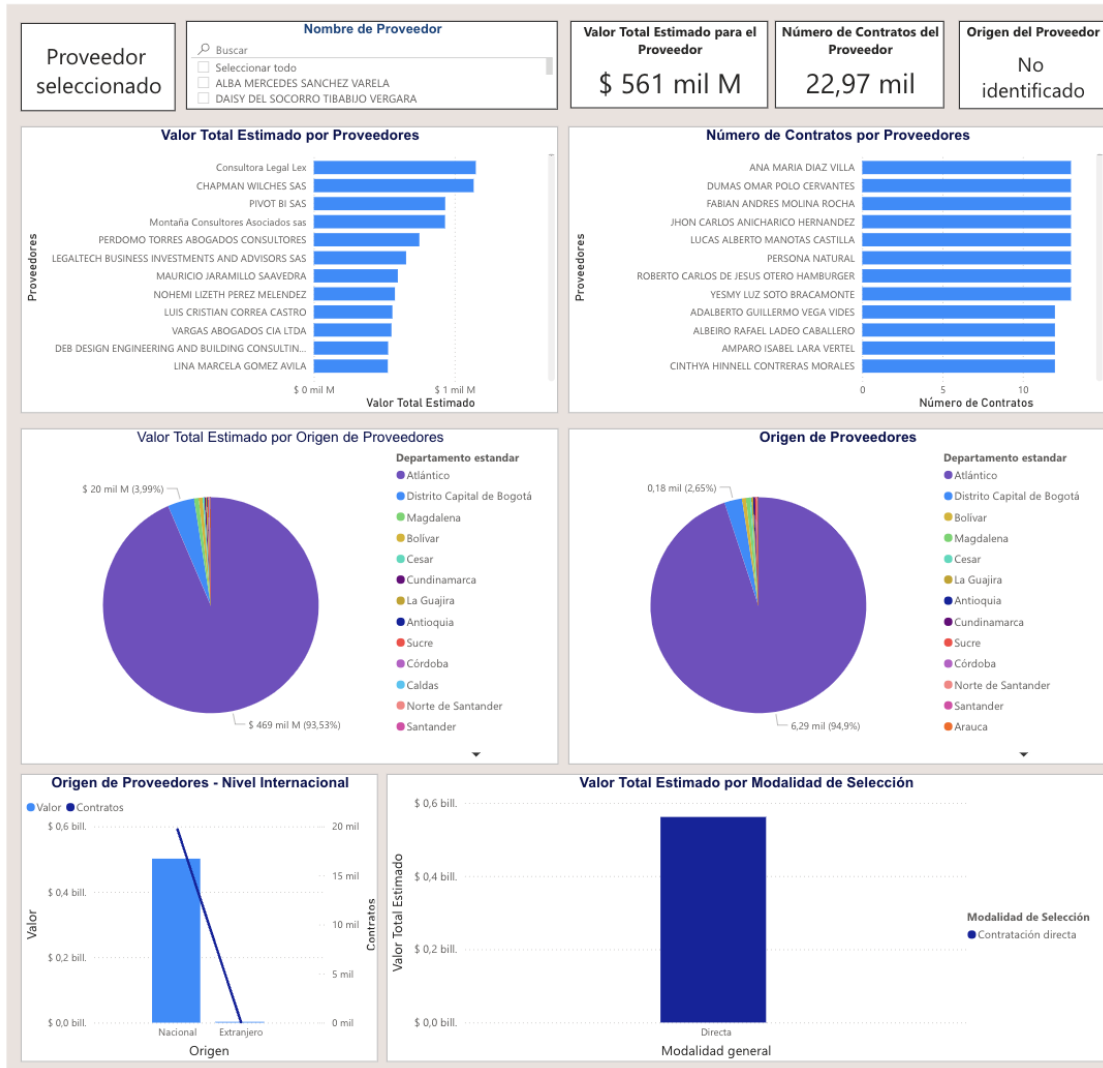 Proveedor
seleccionado
Nombre de Proveedor
Buscar
Seleccionar todo
ALBA MERCEDES SANCHEZ VARELA
DAISY DEL SOCORRO TIBABIJO VERGARA
Valor Total Estimado para el
Proveedor
$ 561 mil M
Número de Contratos del
Proveedor
22,97 mil
Origen del Proveedor
No
identificado
Valor Total Estimado por Proveedores
Proveedores
Consultora Legal Lex
CHAPMAN WILCHES SAS
PIVOT BI SAS
Montaña Consultores Asociados sas
PERDOMO TORRES ABOGADOS CONSULTORES
LEGALTECH BUSINESS INVESTMENTS AND ADVISORS SAS
MAURICIO JARAMILLO SAAVEDRA
NOHEMI LIZETH PEREZ MELENDEZ
LUIS CRISTIAN CORREA CASTRO
VARGAS ABOGADOS CIA LTDA
DEB DESIGN ENGINEERING AND BUILDING CONSULTIN...
LINA MARCELA GOMEZ AVILA
$ 0 mil M $ 1 mil M
Valor Total Estimado
Número de Contratos por Proveedores
Proveedores
ANA MARIA DIAZ VILLA
DUMAS OMAR POLO CERVANTES
FABIAN ANDRES MOLINA ROCHA
JHON CARLOS ANICHARICO HERNANDEZ
LUCAS ALBERTO MANOTAS CASTILLA
PERSONA NATURAL
ROBERTO CARLOS DE JESUS OTERO HAMBURGER
YESMY LUZ SOTO BRACAMONTE
ADALBERTO GUILLERMO VEGA VIDES
ALBEIRO RAFAEL LADEO CABALLERO
AMPARO ISABEL LARA VERTEL
CINTHYA HINNELL CONTRERAS MORALES
0 5 10
Número de Contratos
Valor Total Estimado por Origen de Proveedores
$ 20 mil M (3,99%)
$ 469 mil M (93,53%)
Departamento estandar
Atlántico
Distrito Capital de Bogotá
Magdalena
Bolívar
Cesar
Cundinamarca
La Guajira
Antioquia
Sucre
Córdoba
Caldas
Norte de Santander
Santander
Origen de Proveedores
0,18 mil (2,65%)
6,29 mil (94,9%)
Departamento estandar
Atlántico
Distrito Capital de Bogotá
Bolívar
Magdalena
Cesar
La Guajira
Antioquia
Cundinamarca
Sucre
Córdoba
Norte de Santander
Santander
Arauca
Origen de Proveedores - Nivel Internacional
Valor Contratos
Valor
$ 0,6 bill.
$ 0,4 bill.
$ 0,2 bill.
$ 0,0 bill.
20 mil
15 mil
10 mil
5 mil
0 mil
Contratos
Nacional Extranjero
Origen
Valor Total Estimado por Modalidad de Selección
Valor Total Estimado
$ 0,6 bill.
$ 0,4 bill.
$ 0,2 bill.
$ 0,0 bill.
Directa
Modalidad general
Modalidad de Selección
Contratación directa